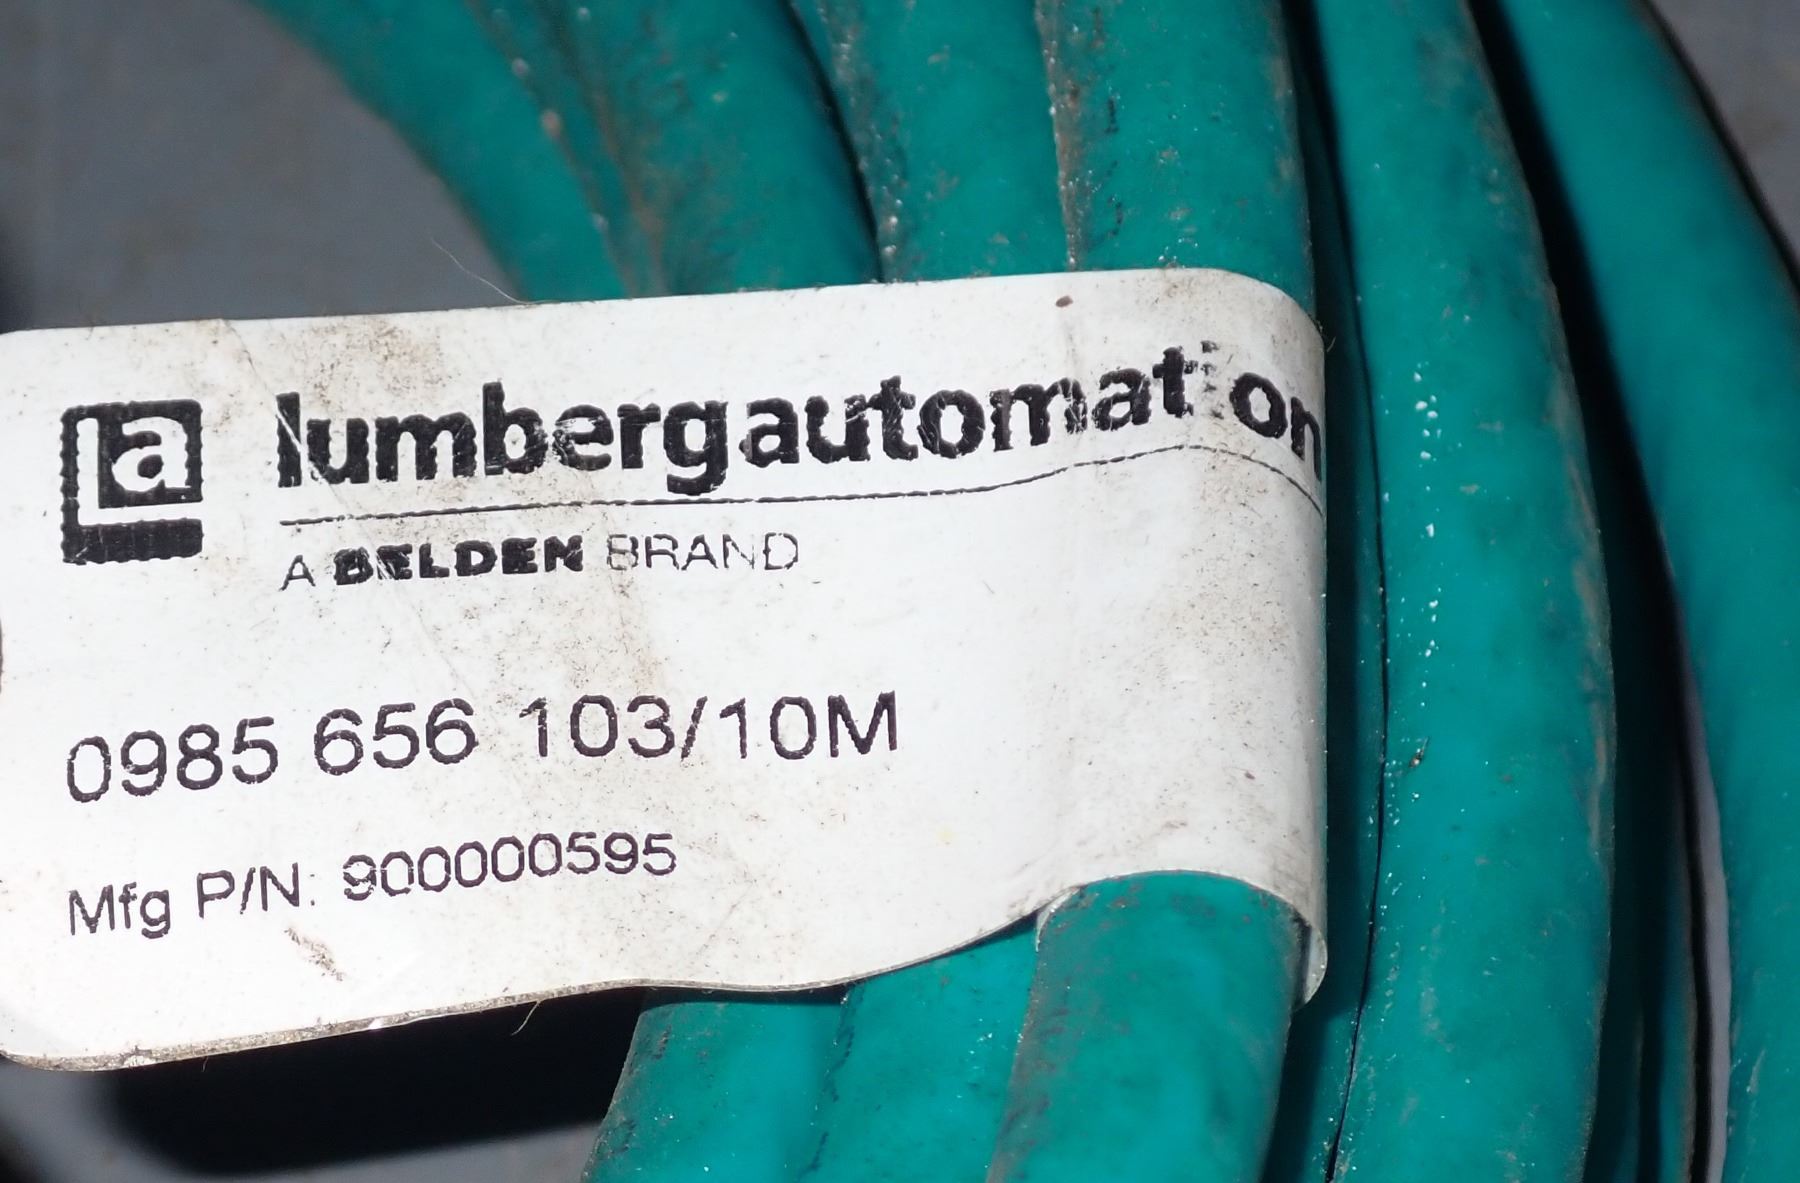 la lumbergautomation
A BELDEN BRAND
0985 656 103/10M
Mfg P/N: 900000595